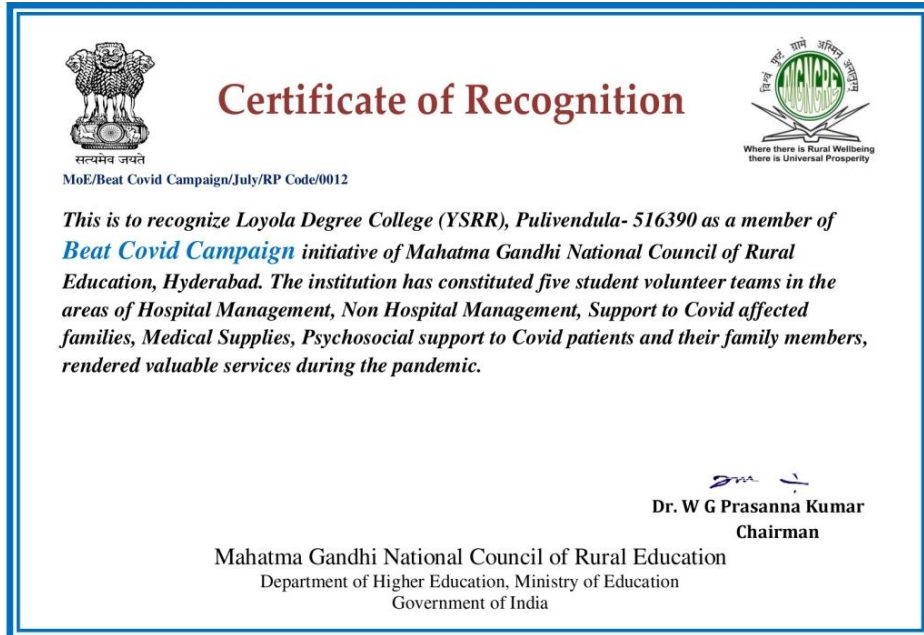 Certificate of Recognition
सत्यमेव जयते
विश्वं पुष्टं ग्रामे अस्मिन् अनातुरम्
MGNCRE
Where there is Rural Wellbeing
there is Universal Prosperity
MoE/Beat Covid Campaign/July/RP Code/0012
This is to recognize Loyola Degree College (YSRR), Pulivendula- 516390 as a member of
Beat Covid Campaign initiative of Mahatma Gandhi National Council of Rural
Education, Hyderabad. The institution has constituted five student volunteer teams in the
areas of Hospital Management, Non Hospital Management, Support to Covid affected
families, Medical Supplies, Psychosocial support to Covid patients and their family members,
rendered valuable services during the pandemic.
Dr. W G Prasanna Kumar
Chairman
Mahatma Gandhi National Council of Rural Education
Department of Higher Education, Ministry of Education
Government of India